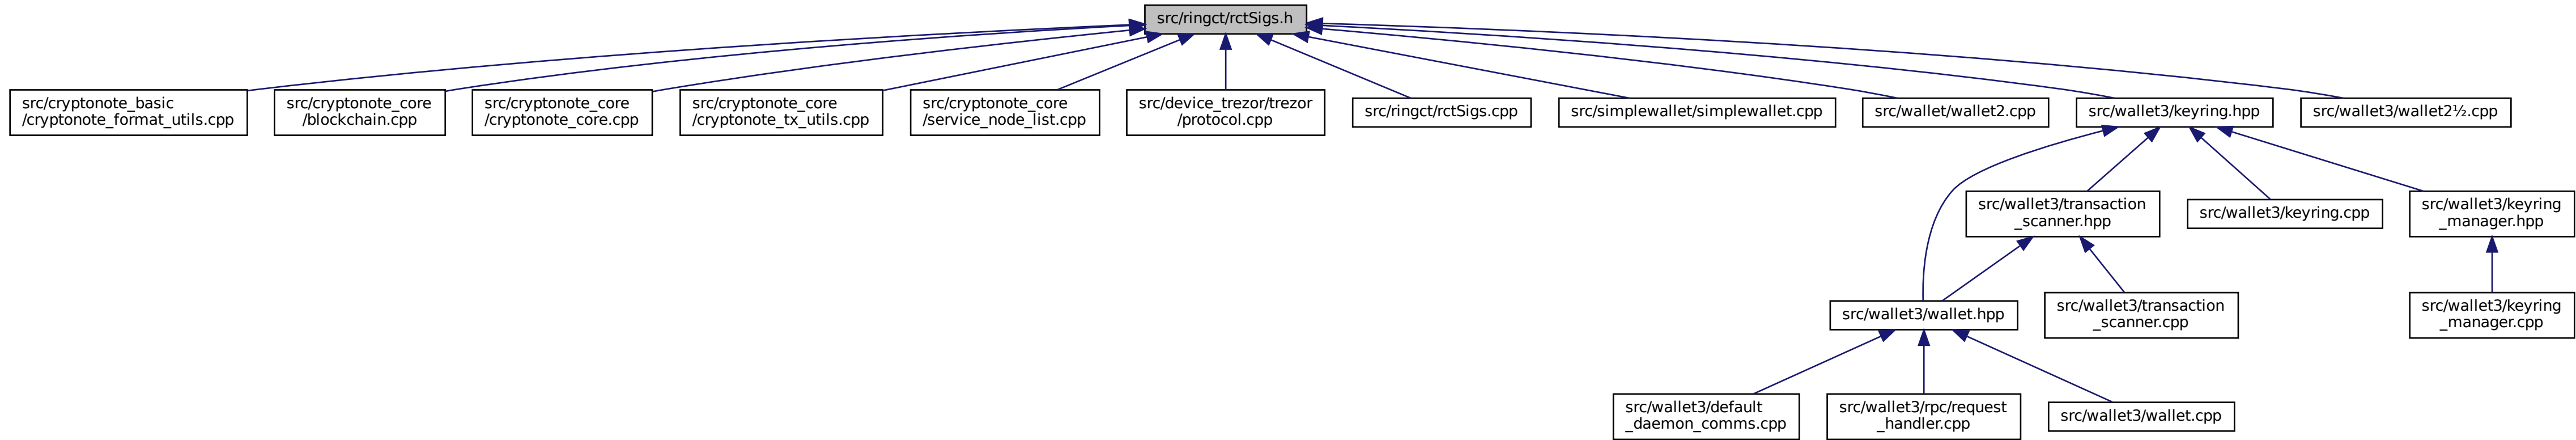 src/ringct/rctSigs.h
src/cryptonote_basic
/cryptonote_format_utils.cpp
src/cryptonote_core
/blockchain.cpp
src/cryptonote_core
/cryptonote_core.cpp
src/cryptonote_core
/cryptonote_tx_utils.cpp
src/cryptonote_core
/service_node_list.cpp
src/device_trezor/trezor
/protocol.cpp
src/ringct/rctSigs.cpp
src/simplewallet/simplewallet.cpp
src/wallet/wallet2.cpp
src/wallet3/keyring.hpp
src/wallet3/wallet2½.cpp
src/wallet3/transaction
_scanner.hpp
src/wallet3/keyring.cpp
src/wallet3/keyring
_manager.hpp
src/wallet3/wallet.hpp
src/wallet3/transaction
_scanner.cpp
src/wallet3/keyring
_manager.cpp
src/wallet3/default
_daemon_comms.cpp
src/wallet3/rpc/request
_handler.cpp
src/wallet3/wallet.cpp